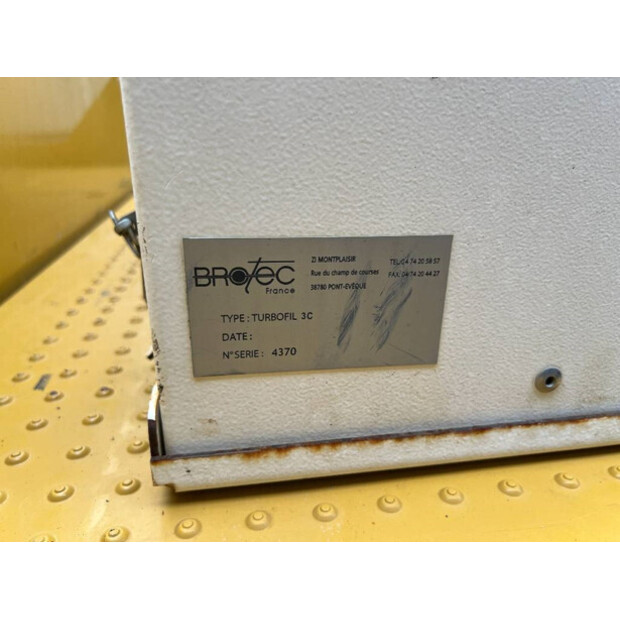 BROTEC
France
ZI MONTPLAISIR
Rue du champ de courses
38780 PONT-EVEQUE
TEL. 04 74 20 58 57
FAX. 04 74 20 44 27
TYPE : TURBOFIL 3C
DATE :
N° SERIE : 4370